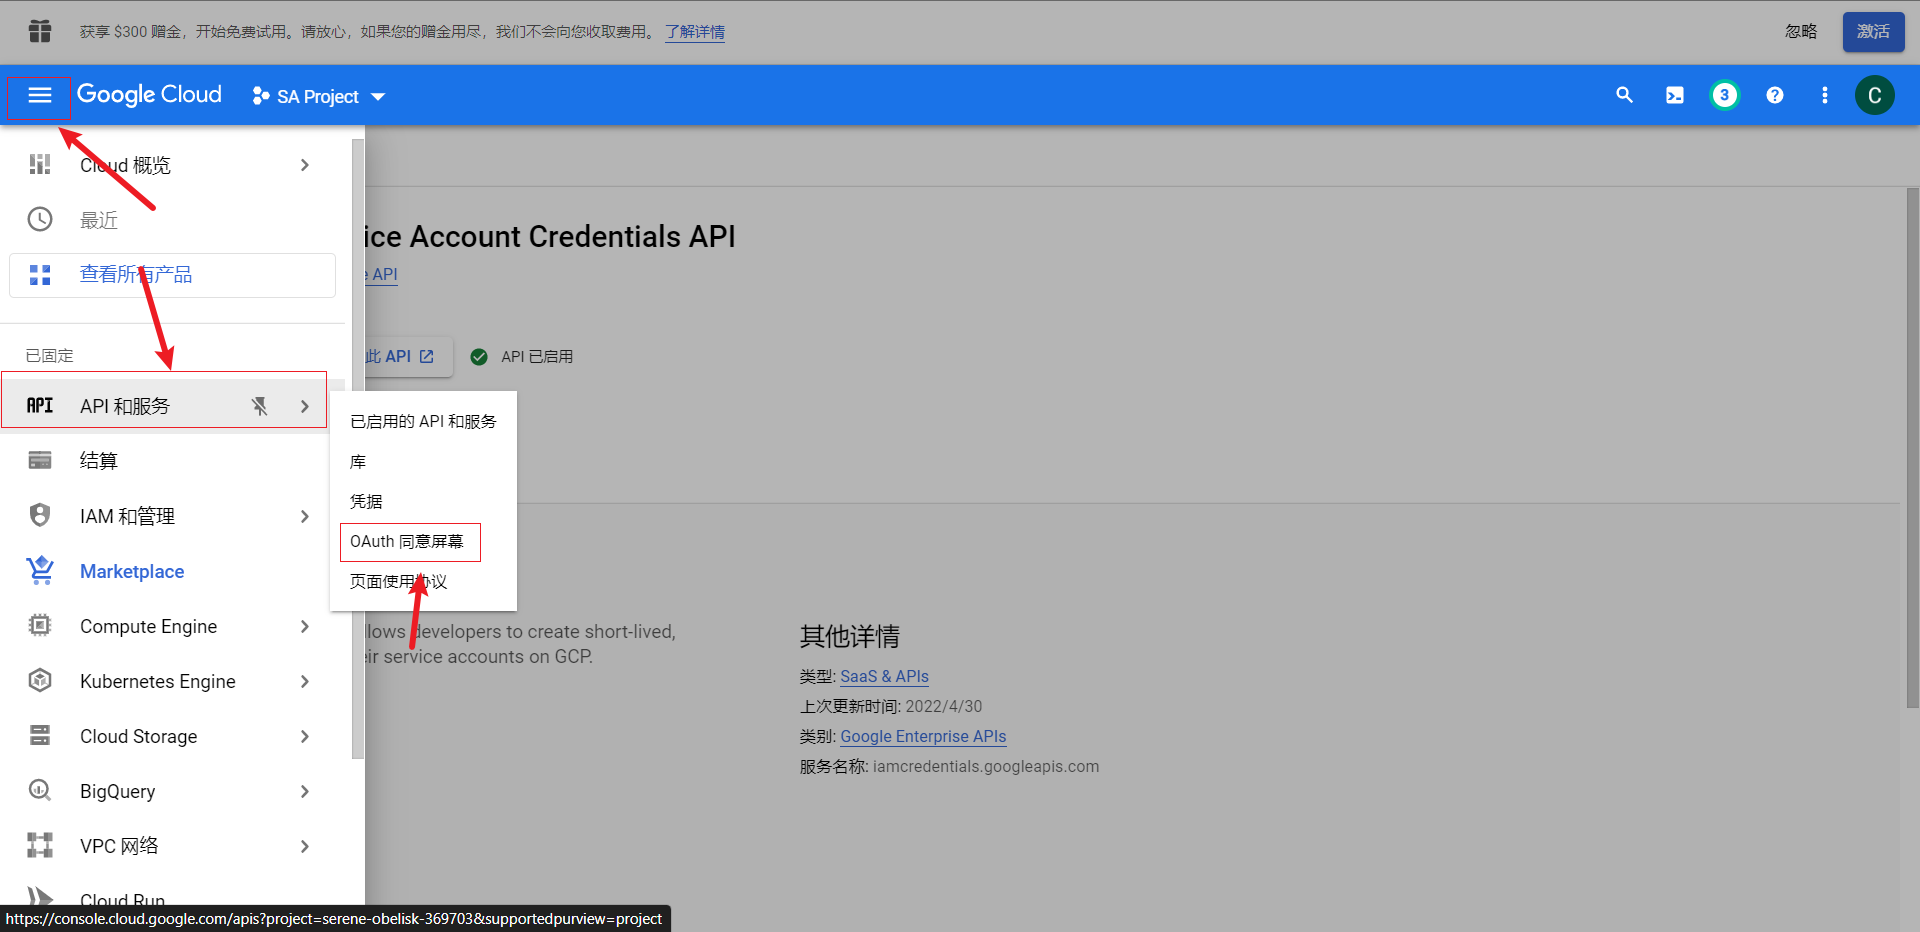 获享 $300 赠金，开始免费试用。请放心，如果您的赠金用尽，我们不会向您收取费用。 了解详情
忽略
激活
Google Cloud
SA Project
3
C
Cloud 概览
最近
查看所有产品
已固定
API API 和服务
结算
IAM 和管理
Marketplace
Compute Engine
Kubernetes Engine
Cloud Storage
BigQuery
VPC 网络
Cloud Run
已启用的 API 和服务
库
凭据
OAuth 同意屏幕
页面使用协议
ice Account Credentials API
e API
此 API
API 已启用
llows developers to create short-lived,
eir service accounts on GCP.
其他详情
类型: SaaS & APIs
上次更新时间: 2022/4/30
类别: Google Enterprise APIs
服务名称: iamcredentials.googleapis.com
https://console.cloud.google.com/apis?project=serene-obelisk-369703&supportedpurview=project